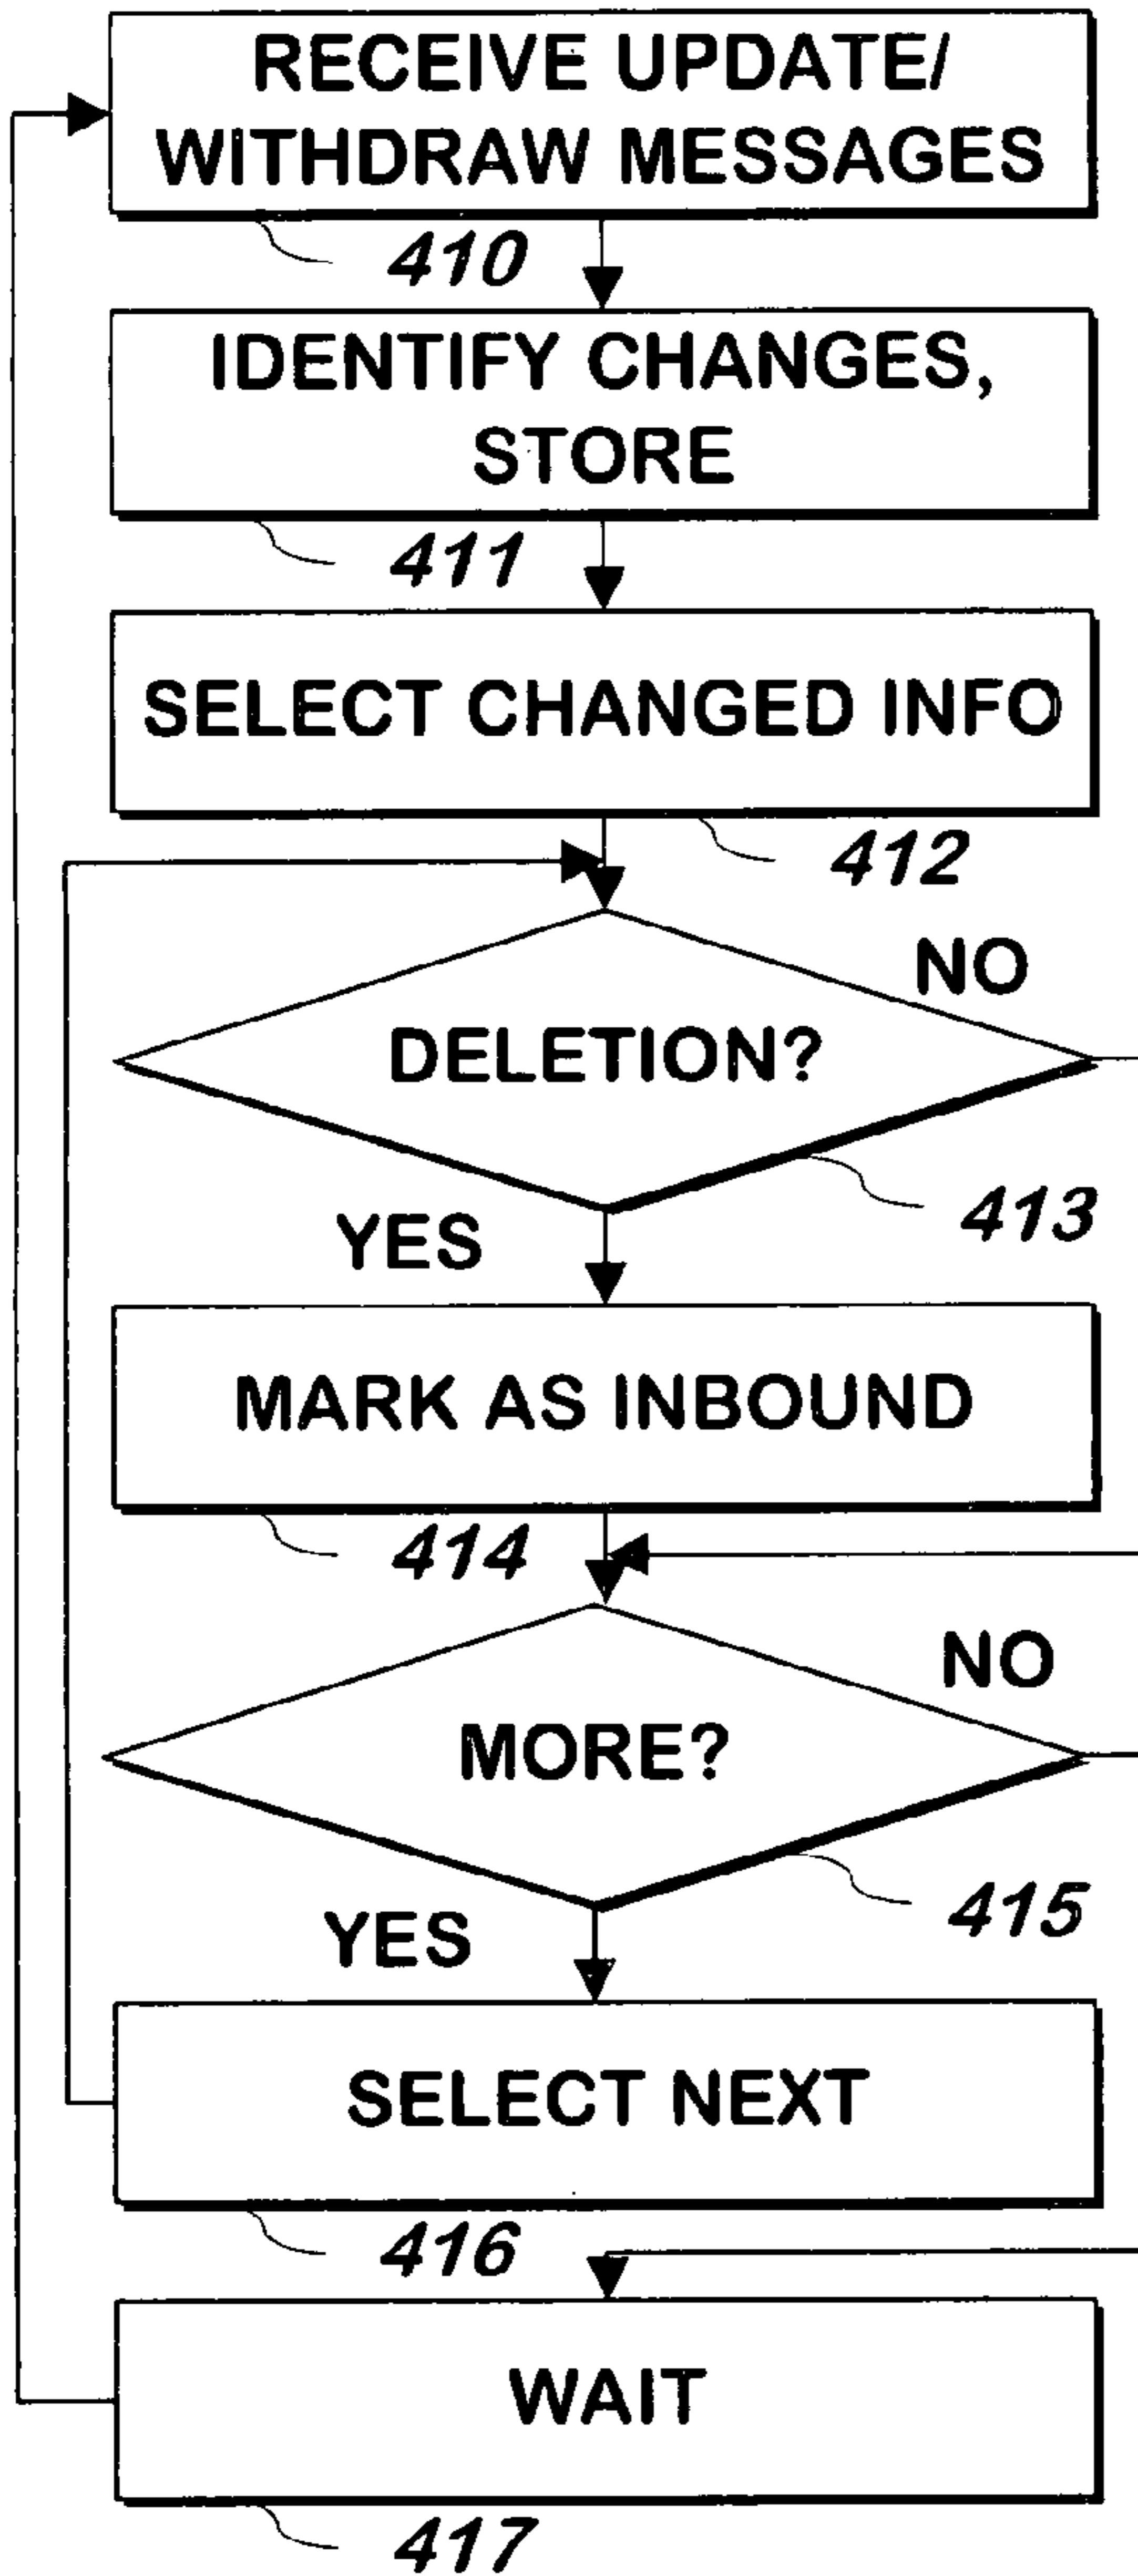 RECEIVE UPDATE/
WITHDRAW MESSAGES
410
IDENTIFY CHANGES,
STORE
411
SELECT CHANGED INFO
412
NO
DELETION?
413
YES
MARK AS INBOUND
414
NO
MORE?
415
YES
SELECT NEXT
416
WAIT
417